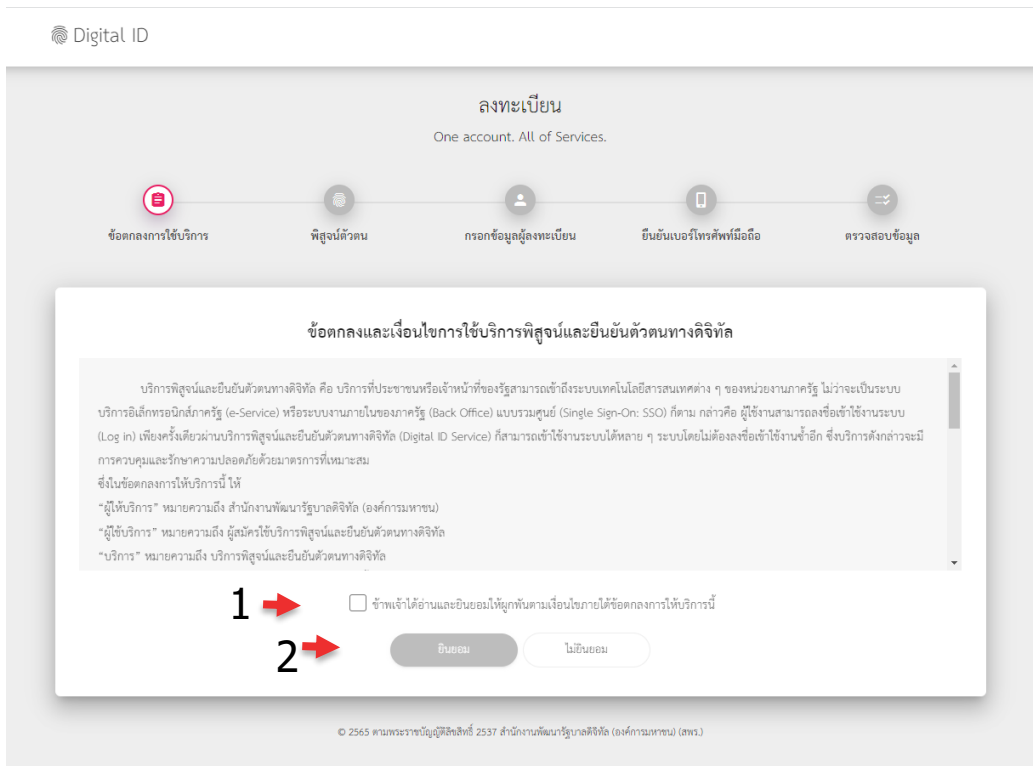 Digital ID
ลงทะเบียน
One account. All of Services.
ข้อตกลงการใช้บริการ
พิสูจน์ตัวตน
กรอกข้อมูลผู้ลงทะเบียน
ยืนยันเบอร์โทรศัพท์มือถือ
ตรวจสอบข้อมูล
ข้อตกลงและเงื่อนไขการใช้บริการพิสูจน์และยืนยันตัวตนทางดิจิทัล
บริการพิสูจน์และยืนยันตัวตนทางดิจิทัล คือ บริการที่ประชาชนหรือเจ้าหน้าที่ของรัฐสามารถเข้าถึงระบบเทคโนโลยีสารสนเทศต่าง ๆ ของหน่วยงานภาครัฐ ไม่ว่าจะเป็นระบบ
บริการอิเล็กทรอนิกส์ภาครัฐ (e-Service) หรือระบบงานภายในของภาครัฐ (Back Office) แบบรวมศูนย์ (Single Sign-On: SSO) ก็ตาม กล่าวคือ ผู้ใช้งานสามารถลงชื่อเข้าใช้งานระบบ
(Log in) เพียงครั้งเดียวผ่านบริการพิสูจน์และยืนยันตัวตนทางดิจิทัล (Digital ID Service) ก็สามารถเข้าใช้งานระบบได้หลาย ๆ ระบบโดยไม่ต้องลงชื่อเข้าใช้งานซ้ำอีก ซึ่งบริการดังกล่าวจะมี
การควบคุมและรักษาความปลอดภัยด้วยมาตรการที่เหมาะสม
ซึ่งในข้อตกลงการให้บริการนี้ ให้
“ผู้ให้บริการ” หมายความถึง สำนักงานพัฒนารัฐบาลดิจิทัล (องค์การมหาชน)
“ผู้ใช้บริการ” หมายความถึง ผู้สมัครใช้บริการพิสูจน์และยืนยันตัวตนทางดิจิทัล
“บริการ” หมายความถึง บริการพิสูจน์และยืนยันตัวตนทางดิจิทัล
1 ข้าพเจ้าได้อ่านและยินยอมให้ผูกพันตามเงื่อนไขภายใต้ข้อตกลงการให้บริการนี้
2 ยินยอม ไม่ยินยอม
© 2565 ตามพระราชบัญญัติลิขสิทธิ์ 2537 สำนักงานพัฒนารัฐบาลดิจิทัล (องค์การมหาชน) (สพร.)